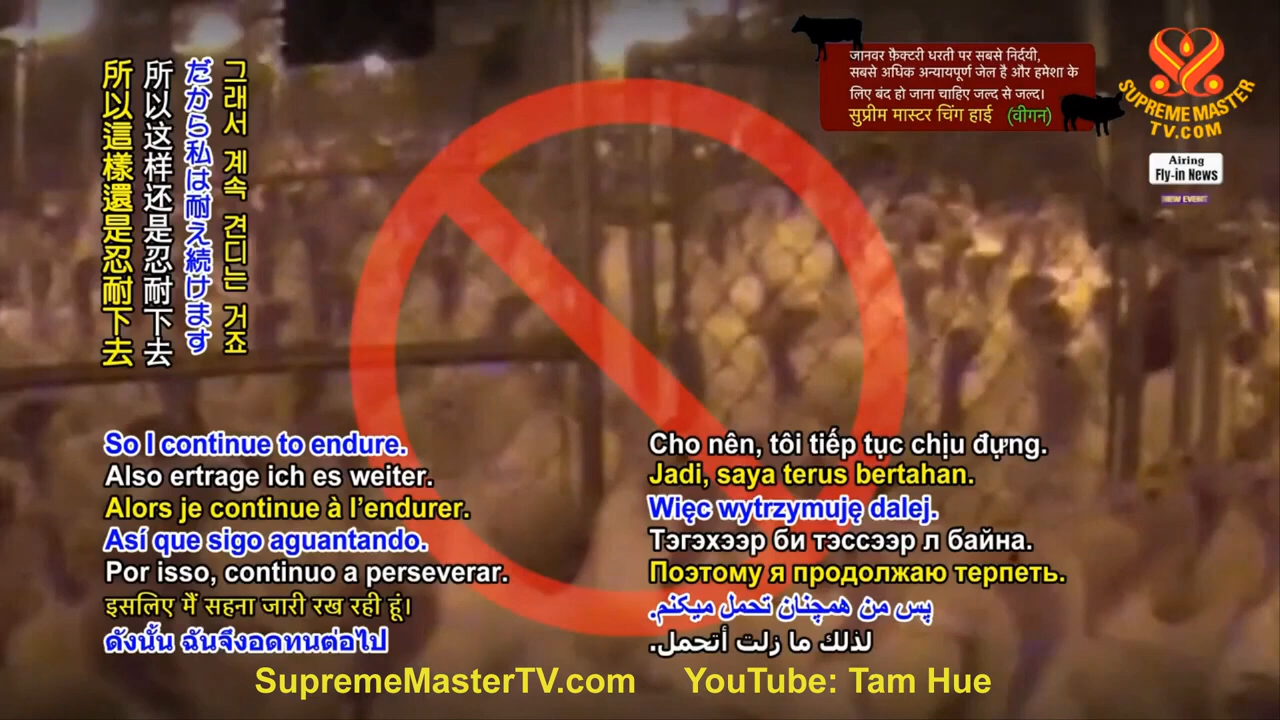 जानवर फ़ैक्टरी धरती पर सबसे निर्दयी,
सबसे अधिक अन्यायपूर्ण जेल है और हमेशा के
लिए बंद हो जाना चाहिए जल्द से जल्द।
सुप्रीम मास्टर चिंग हाई (वीगन)
SUPREME MASTER
TV.COM
Airing
Fly-in News
NEW EVENT
그래서 계속 견디는 거죠
だから私は耐え続けます
所以这样还是忍耐下去
所以這樣還是忍耐下去
So I continue to endure.
Also ertrage ich es weiter.
Alors je continue à l’endurer.
Así que sigo aguantando.
Por isso, continuo a perseverar.
इसलिए मैं सहना जारी रख रही हूं।
ดังนั้น ฉันจึงอดทนต่อไป
Cho nên, tôi tiếp tục chịu đựng.
Jadi, saya terus bertahan.
Więc wytrzymuję dalej.
Тэгэхээр би тэссээр л байна.
Поэтому я продолжаю терпеть.
پس من همچنان تحمل میکنم.
لذلك ما زلت أتحمل.
SupremeMasterTV.com YouTube: Tam Hue